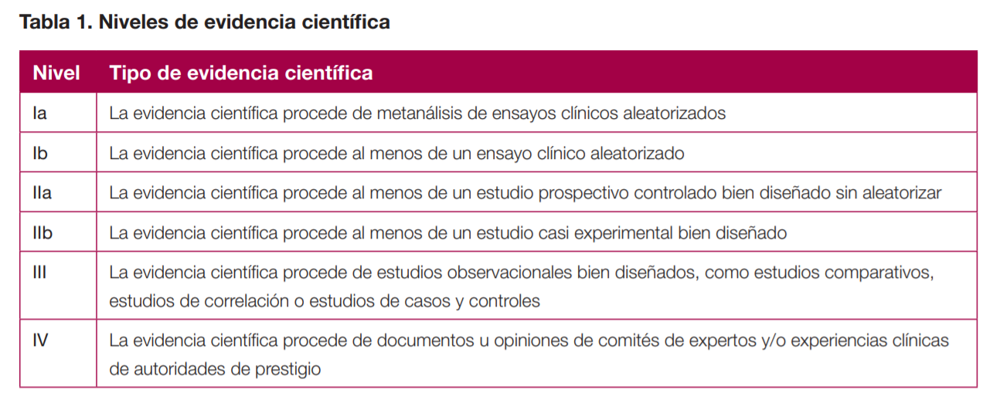 Tabla 1. Niveles de evidencia científica
Nivel Tipo de evidencia científica
Ia La evidencia científica procede de metanálisis de ensayos clínicos aleatorizados
Ib La evidencia científica procede al menos de un ensayo clínico aleatorizado
IIa La evidencia científica procede al menos de un estudio prospectivo controlado bien diseñado sin aleatorizar
IIb La evidencia científica procede al menos de un estudio casi experimental bien diseñado
III La evidencia científica procede de estudios observacionales bien diseñados, como estudios comparativos,
estudios de correlación o estudios de casos y controles
IV La evidencia científica procede de documentos u opiniones de comités de expertos y/o experiencias clínicas
de autoridades de prestigio